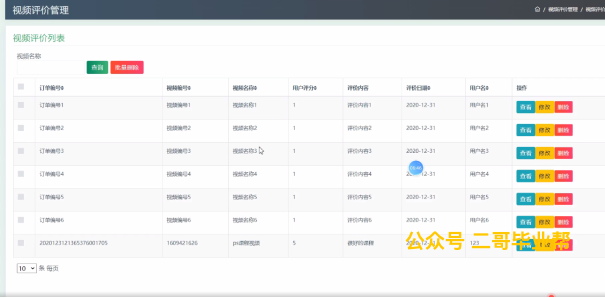 视频评价管理
视频评价管理 / 视频评价
视频评价列表
视频名称
查询 批量删除
订单编号 视频编号 视频名称 用户评分 评价内容 评价日期 用户名 操作
订单编号1 视频编号1 视频名称1 1 评价内容1 2020-12-31 用户名1 查看 修改 删除
订单编号2 视频编号2 视频名称2 1 评价内容2 2020-12-31 用户名2 查看 修改 删除
订单编号3 视频编号3 视频名称3 1 评价内容3 2020-12-31 用户名3 查看 修改 删除
订单编号4 视频编号4 视频名称4 1 评价内容4 2020-12-31 用户名4 查看 修改 删除
订单编号5 视频编号5 视频名称5 1 评价内容5 2020-12-31 用户名5 查看 修改 删除
订单编号6 视频编号6 视频名称6 1 评价内容6 2020-12-31 用户名6 查看 修改 删除
2020123121365376001705 1609421626 ps课程视频 5 2020-12-31 123
公众号 二哥毕业帮
10 条 每页